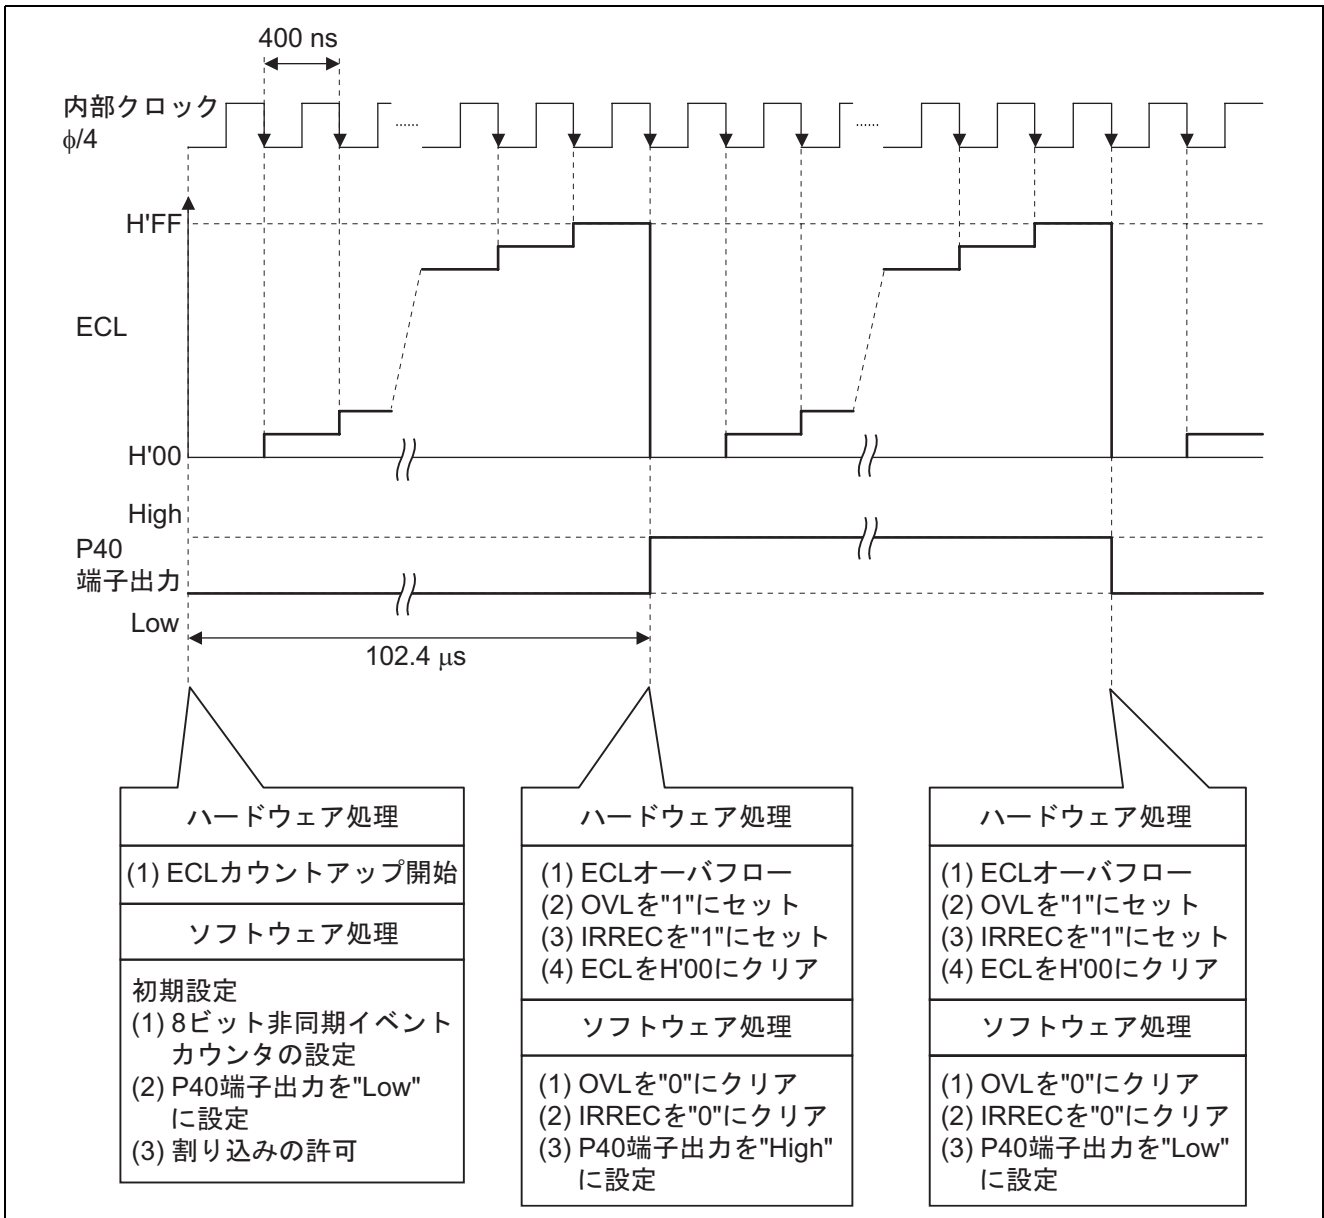 400 ns
内部クロック
φ/4
......
......
H'FF
ECL
H'00
High
P40
端子出力
Low
102.4 μs
ハードウェア処理
(1) ECLカウントアップ開始
ソフトウェア処理
初期設定
(1) 8ビット非同期イベント
カウンタの設定
(2) P40端子出力を"Low"
に設定
(3) 割り込みの許可
ハードウェア処理
(1) ECLオーバフロー
(2) OVLを"1"にセット
(3) IRRECを"1"にセット
(4) ECLをH'00にクリア
ソフトウェア処理
(1) OVLを"0"にクリア
(2) IRRECを"0"にクリア
(3) P40端子出力を"High"
に設定
ハードウェア処理
(1) ECLオーバフロー
(2) OVLを"1"にセット
(3) IRRECを"1"にセット
(4) ECLをH'00にクリア
ソフトウェア処理
(1) OVLを"0"にクリア
(2) IRRECを"0"にクリア
(3) P40端子出力を"Low"
に設定